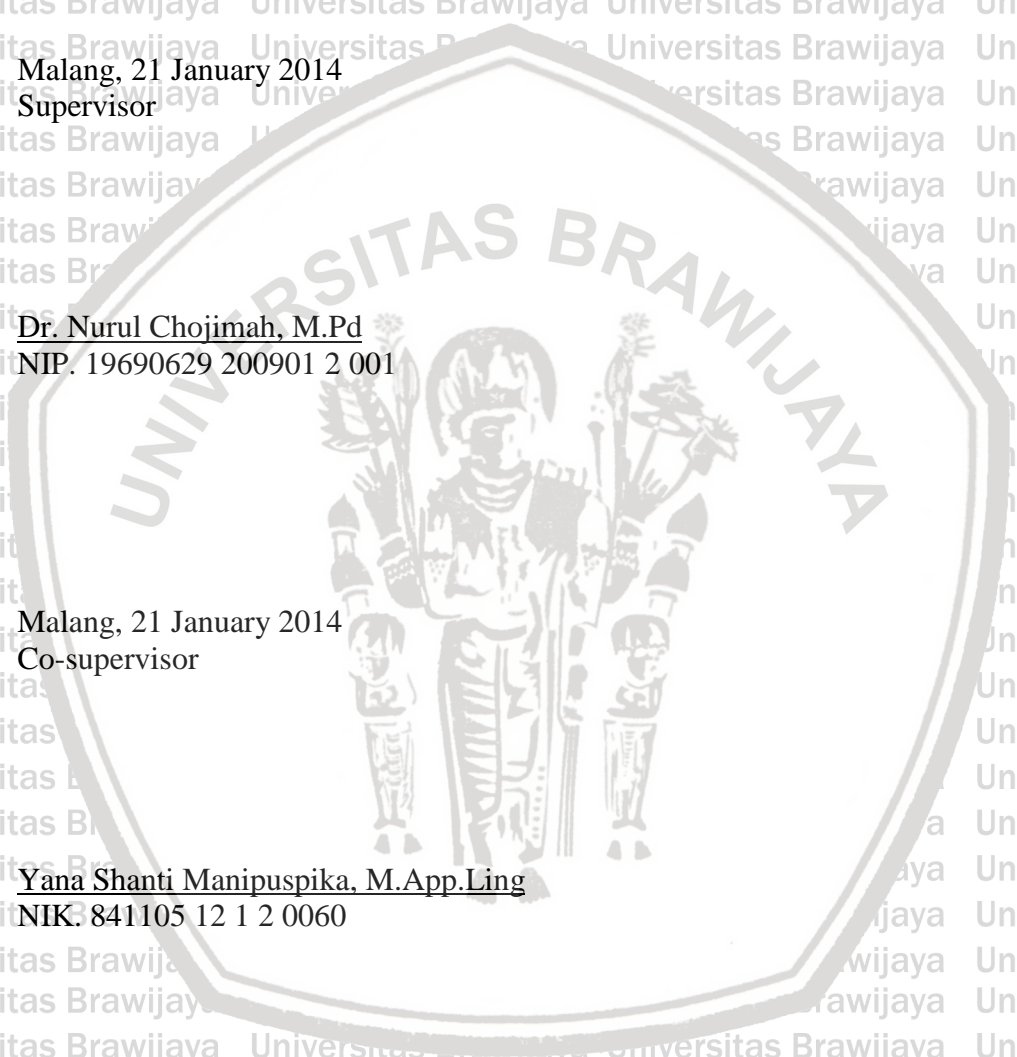 Malang, 21 January 2014
Supervisor
Dr. Nurul Chojimah, M.Pd
NIP. 19690629 200901 2 001
UNIVERSITAS BRAWIJAYA
Malang, 21 January 2014
Co-supervisor
Yana Shanti Manipuspika, M.App.Ling
NIK. 841105 12 1 2 0060